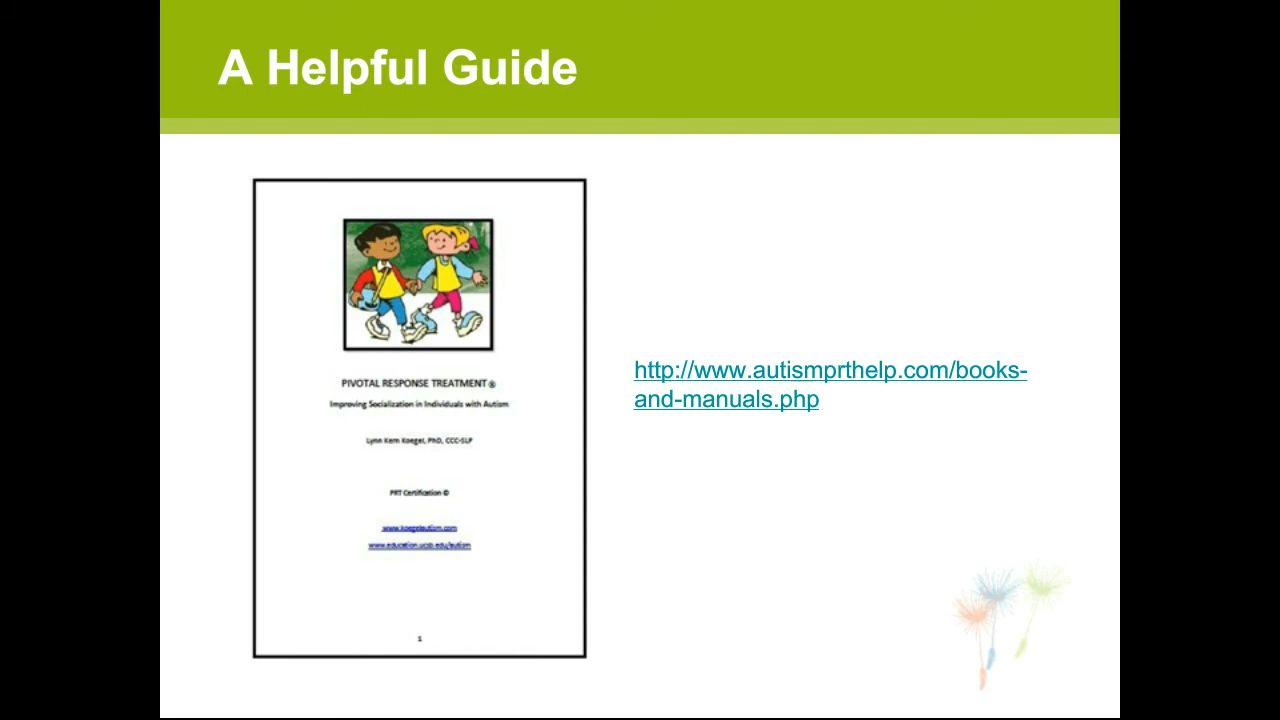 A Helpful Guide
PIVOTAL RESPONSE TREATMENT®
Improving Socialization in Individuals with Autism
Lynn Kern Koegel, PhD, CCC-SLP
PRT Certification ©
www.koegelautism.com
www.education.ucsb.edu/autism
1
http://www.autismprthelp.com/books-
and-manuals.php